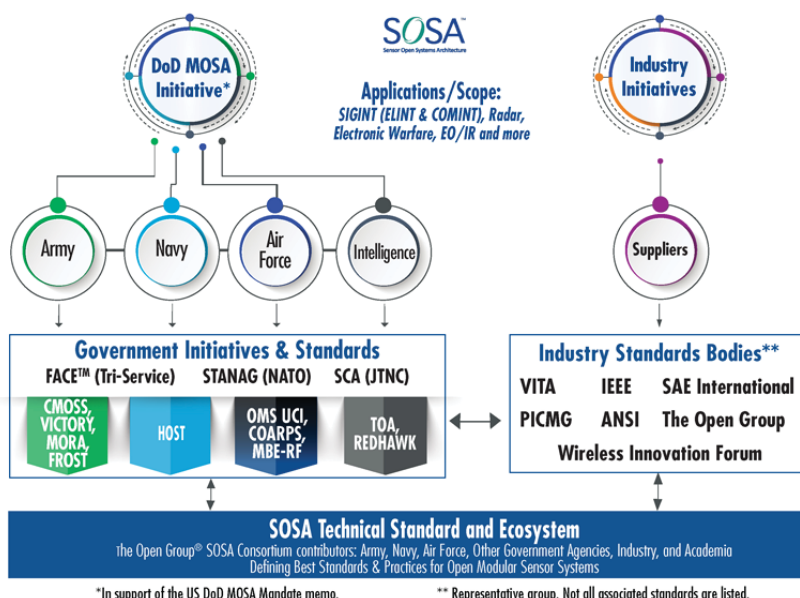 SOSA™
Sensor Open Systems Architecture
DoD MOSA
Initiative*
Applications/Scope:
SIGINT (ELINT & COMINT), Radar,
Electronic Warfare, EO/IR and more
Industry
Initiatives
Army
Navy
Air
Force
Intelligence
Suppliers
Government Initiatives & Standards
FACE™ (Tri-Service) STANAG (NATO) SCA (JTNC)
CMOSS,
VICTORY,
MORA,
FROST
HOST
OMS UCI,
COARPS,
MBE-RF
TOA,
REDHAWK
Industry Standards Bodies**
VITA IEEE SAE International
PICMG ANSI The Open Group
Wireless Innovation Forum
SOSA Technical Standard and Ecosystem
The Open Group® SOSA Consortium contributors: Army, Navy, Air Force, Other Government Agencies, Industry, and Academia
Defining Best Standards & Practices for Open Modular Sensor Systems
*In support of the US DoD MOSA Mandate memo.
** Representative group. Not all associated standards are listed.